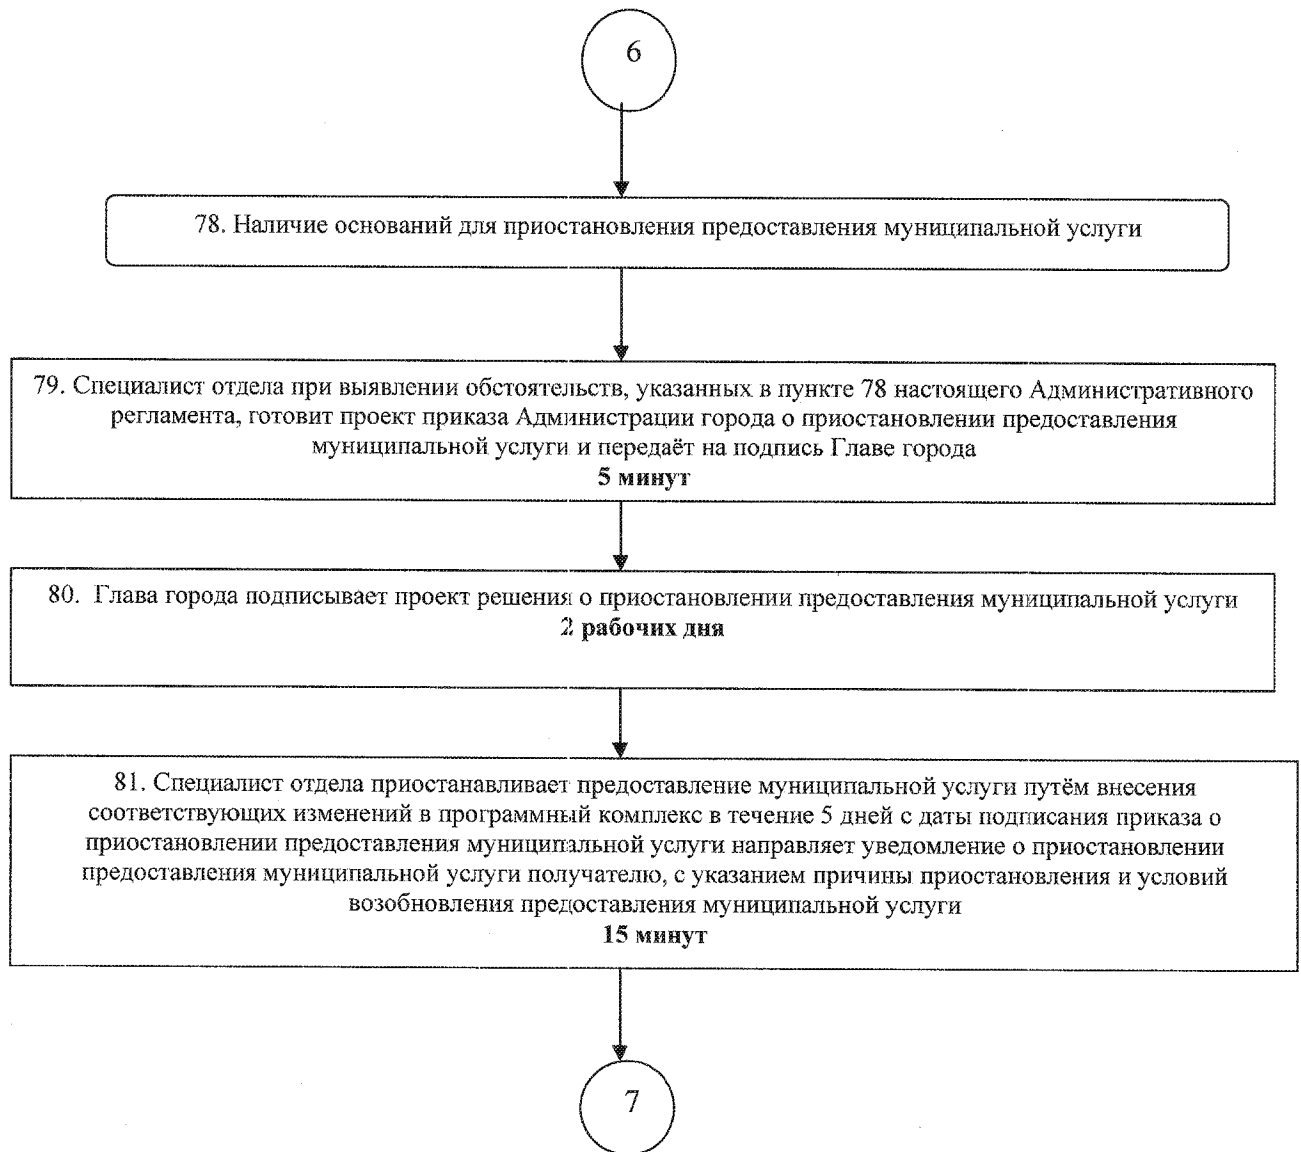 6
78. Наличие оснований для приостановления предоставления муниципальной услуги
79. Специалист отдела при выявлении обстоятельств, указанных в пункте 78 настоящего Административного
регламента, готовит проект приказа Администрации города о приостановлении предоставления
муниципальной услуги и передаёт на подпись Главе города
5 минут
80. Глава города подписывает проект решения о приостановлении предоставления муниципальной услуги
2 рабочих дня
81. Специалист отдела приостанавливает предоставление муниципальной услуги путём внесения
соответствующих изменений в программный комплекс в течение 5 дней с даты подписания приказа о
приостановлении предоставления муниципальной услуги направляет уведомление о приостановлении
предоставления муниципальной услуги получателю, с указанием причины приостановления и условий
возобновления предоставления муниципальной услуги
15 минут
7